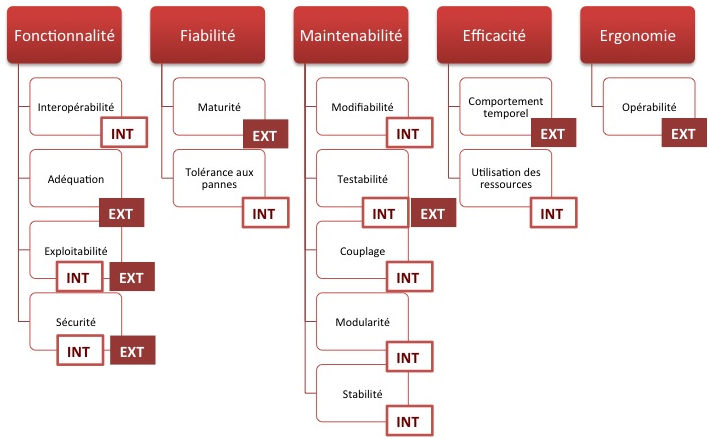 Fonctionnalité
Interopérabilité
INT
Adéquation
EXT
Exploitabilité
INT
EXT
Sécurité
INT
EXT
Fiabilité
Maturité
EXT
Tolérance aux
pannes
INT
Maintenabilité
Modifiabilité
INT
Testabilité
INT
EXT
Couplage
INT
Modularité
INT
Stabilité
INT
Efficacité
Comportement
temporel
EXT
Utilisation des
ressources
INT
Ergonomie
Opérabilité
EXT